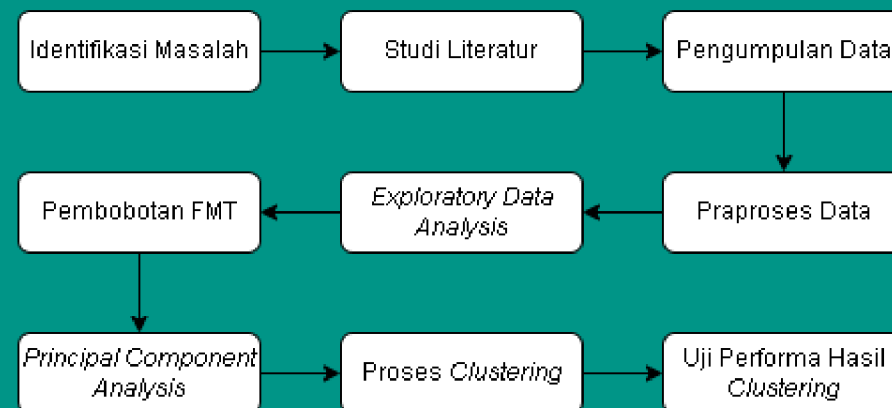 Identifikasi Masalah
Studi Literatur
Pengumpulan Data
Praproses Data
Exploratory Data
Analysis
Pembobotan FMT
Principal Component
Analysis
Proses Clustering
Uji Performa Hasil
Clustering